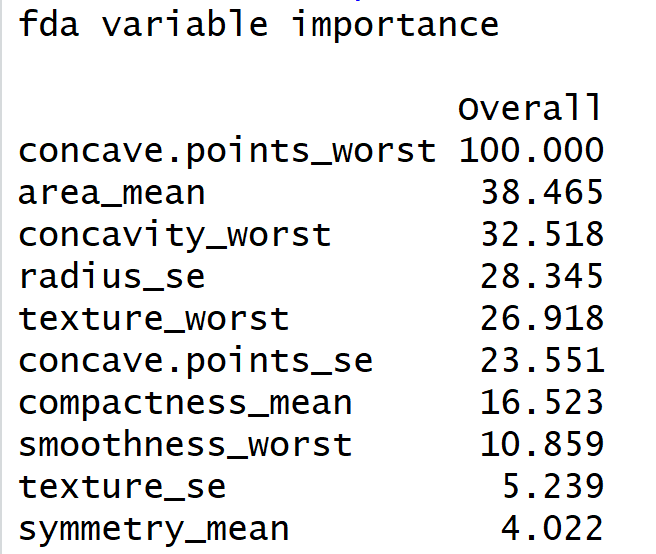 fda variable importance
Overall
concave.points_worst 100.000
area_mean 38.465
concavity_worst 32.518
radius_se 28.345
texture_worst 26.918
concave.points_se 23.551
compactness_mean 16.523
smoothness_worst 10.859
texture_se 5.239
symmetry_mean 4.022